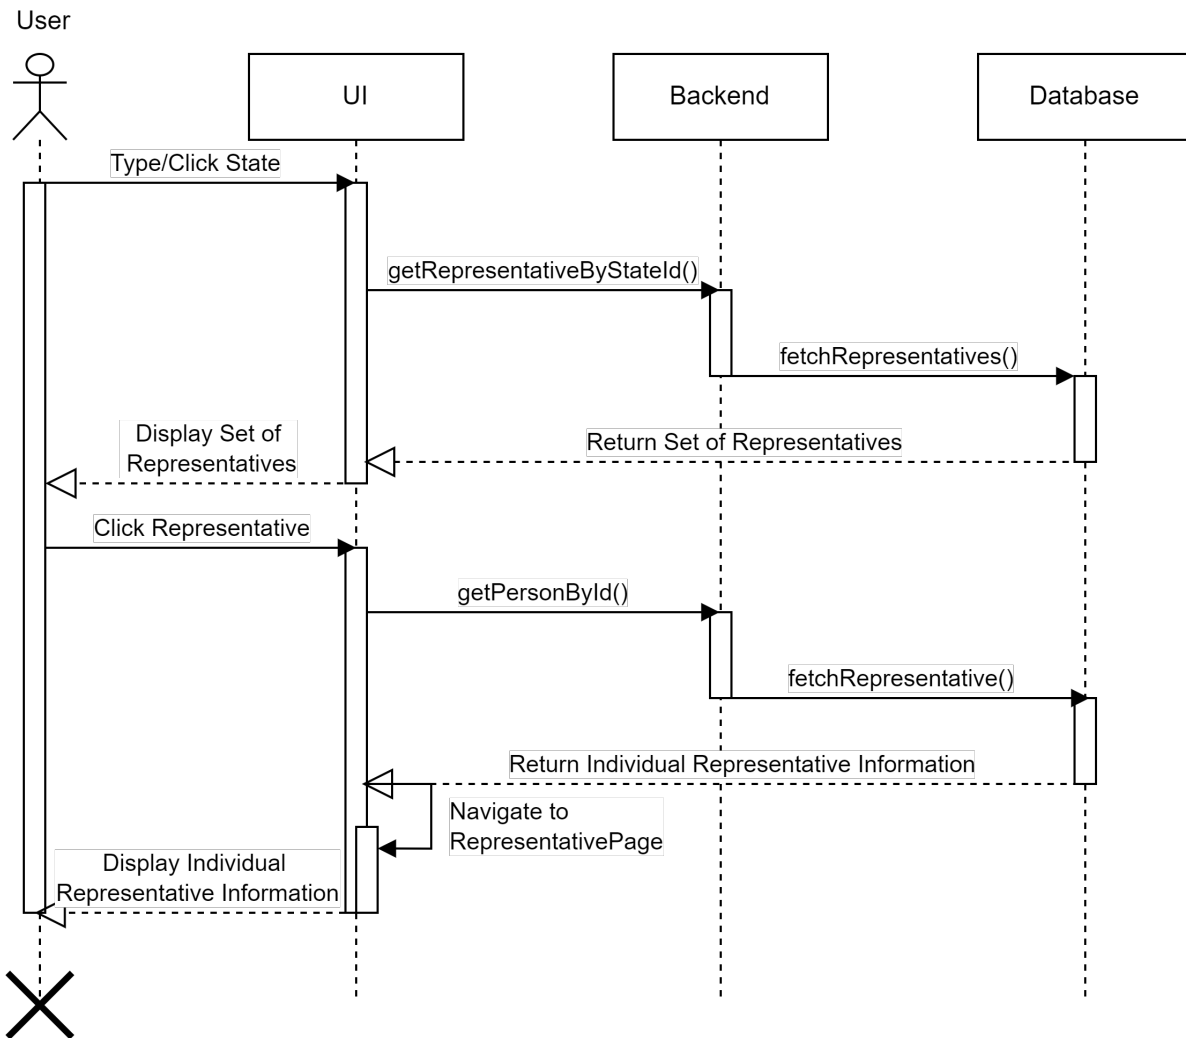 User
UI
Backend
Database
Type/Click State
getRepresentativeByStateId()
fetchRepresentatives()
Display Set of
Representatives
Return Set of Representatives
Click Representative
getPersonById()
fetchRepresentative()
Return Individual Representative Information
Navigate to
RepresentativePage
Display Individual
Representative Information